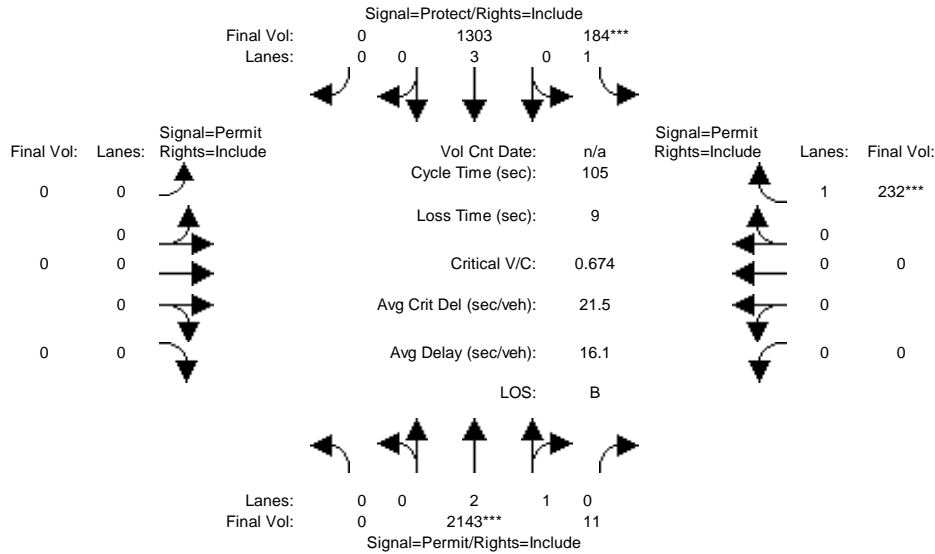 Signal=Protect/Rights=Include
Final Vol: 0 1303 184***
Lanes: 0 0 3 0 1
Signal=Permit Signal=Permit
Final Vol: Lanes: Rights=Include Vol Cnt Date: n/a Rights=Include Lanes: Final Vol:
Cycle Time (sec): 105
0 0 1 232***
Loss Time (sec): 9
0 0
0 0 Critical V/C: 0.674 0 0
0 Avg Crit Del (sec/veh): 21.5 0
0 0 Avg Delay (sec/veh): 16.1 0 0
LOS: B
Lanes: 0 0 2 1 0
Final Vol: 0 2143*** 11
Signal=Permit/Rights=Include